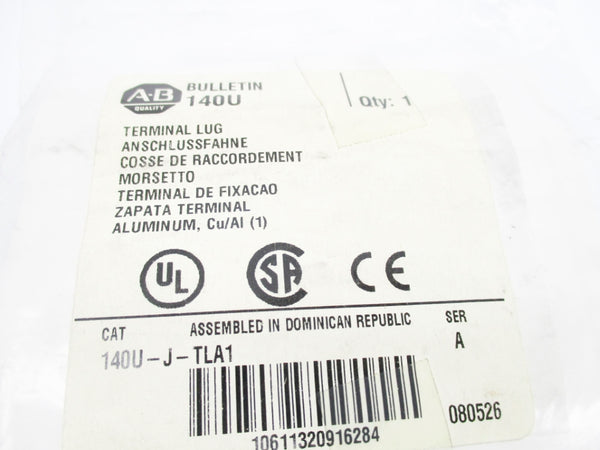 A-B
QUALITY
BULLETIN
140U
Qty: 1
TERMINAL LUG
ANSCHLUSSFAHNE
COSSE DE RACCORDEMENT
MORSETTO
TERMINAL DE FIXACAO
ZAPATA TERMINAL
ALUMINUM, Cu/Al (1)
UL
SA
CE
CAT
ASSEMBLED IN DOMINICAN REPUBLIC
SER
140U-J-TLA1
A
080526
10611320916284